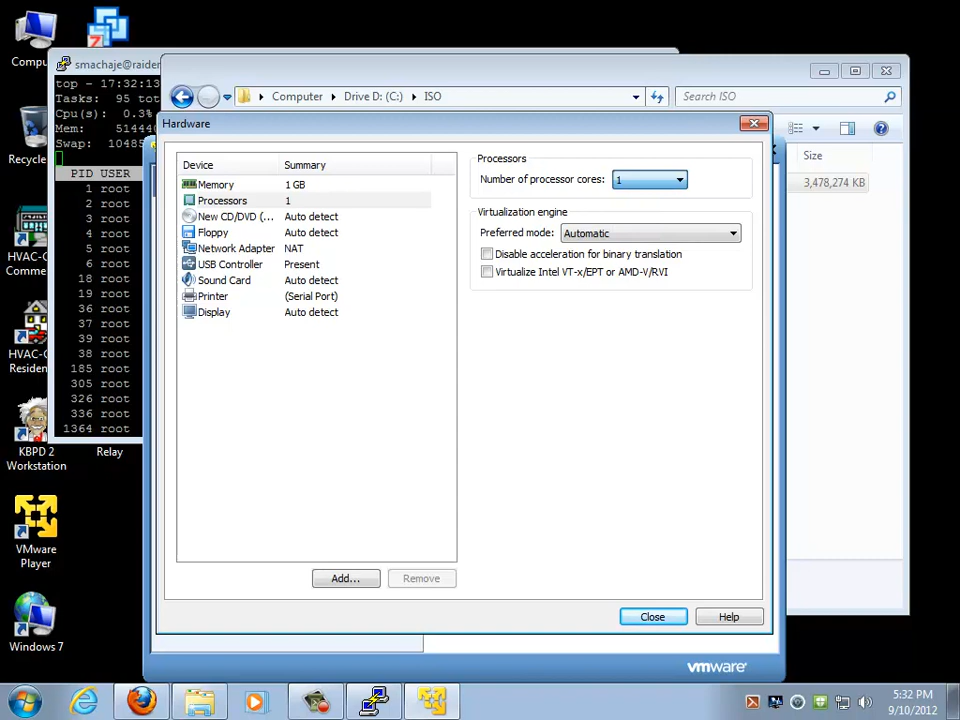 Compu
Recycle
HVAC-C
Comme
HVAC-C
Residen
KBPD 2
Workstation
Relay
VMware
Player
Windows 7
smachaje@raider
top - 17:32:13
Tasks: 95 tot
Cpu(s): 0.3%
Mem: 51440
Swap: 10485
PID USER
1 root
2 root
3 root
4 root
5 root
6 root
18 root
19 root
36 root
37 root
39 root
38 root
185 root
305 root
326 root
336 root
1364 root
Computer Drive D: (C:) ISO
Search ISO
Size
3,478,274 KB
Hardware
Device Summary
Memory 1 GB
Processors 1
New CD/DVD (... Auto detect
Floppy Auto detect
Network Adapter NAT
USB Controller Present
Sound Card Auto detect
Printer (Serial Port)
Display Auto detect
Add... Remove
Processors
Number of processor cores: 1
Virtualization engine
Preferred mode: Automatic
Disable acceleration for binary translation
Virtualize Intel VT-x/EPT or AMD-V/RVI
Close Help
vmware
5:32 PM
9/10/2012